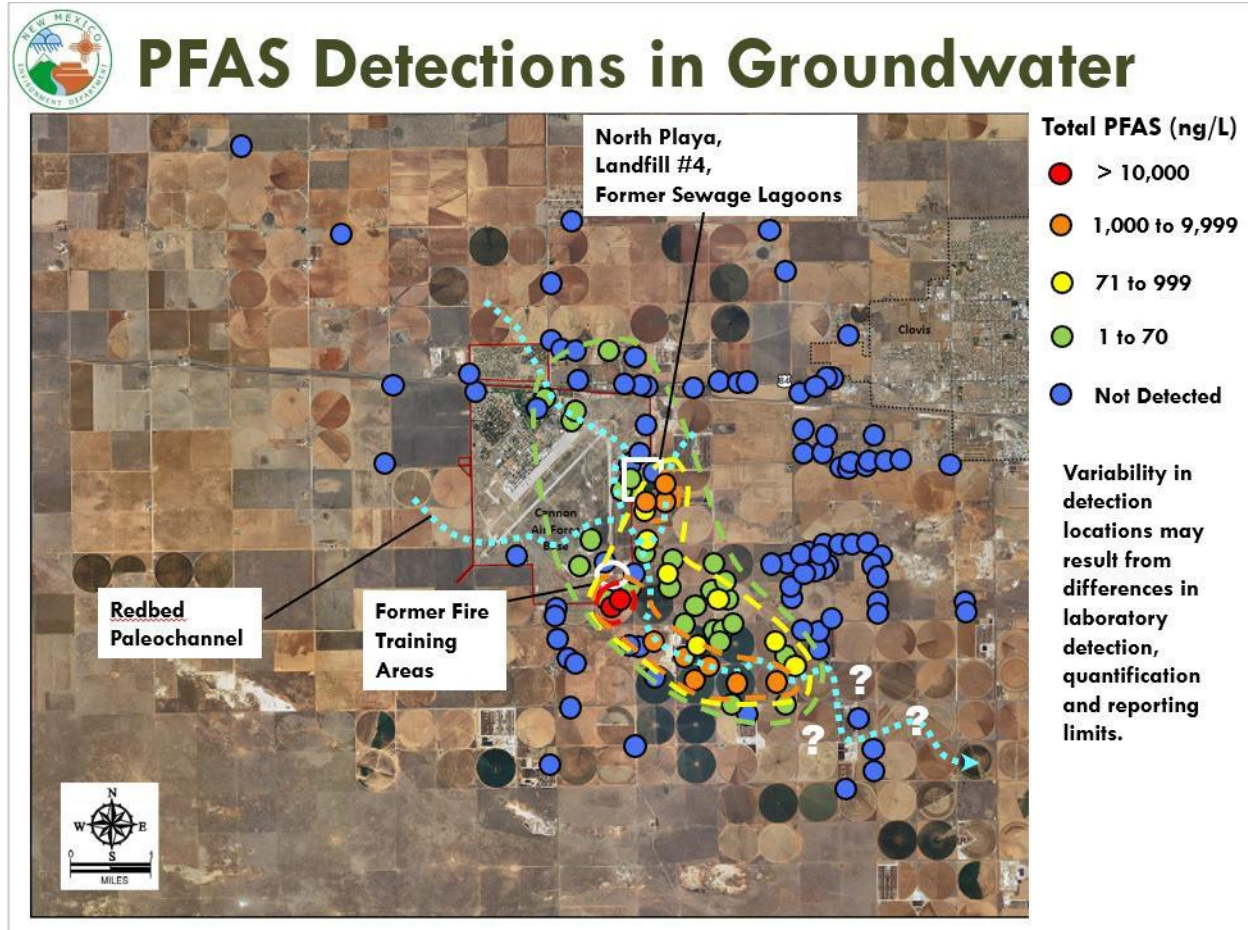 NEW MEXICO
ENVIRONMENT DEPARTMENT
PFAS Detections in Groundwater
North Playa,
Landfill #4,
Former Sewage Lagoons
Total PFAS (ng/L)
> 10,000
1,000 to 9,999
71 to 999
1 to 70
Not Detected
Variability in
detection
locations may
result from
differences in
laboratory
detection,
quantification
and reporting
limits.
Clovis
Cannon
Air Force
Base
Redbed
Paleochannel
Former Fire
Training
Areas
?
?
?
N
W E
S
0 1
MILES